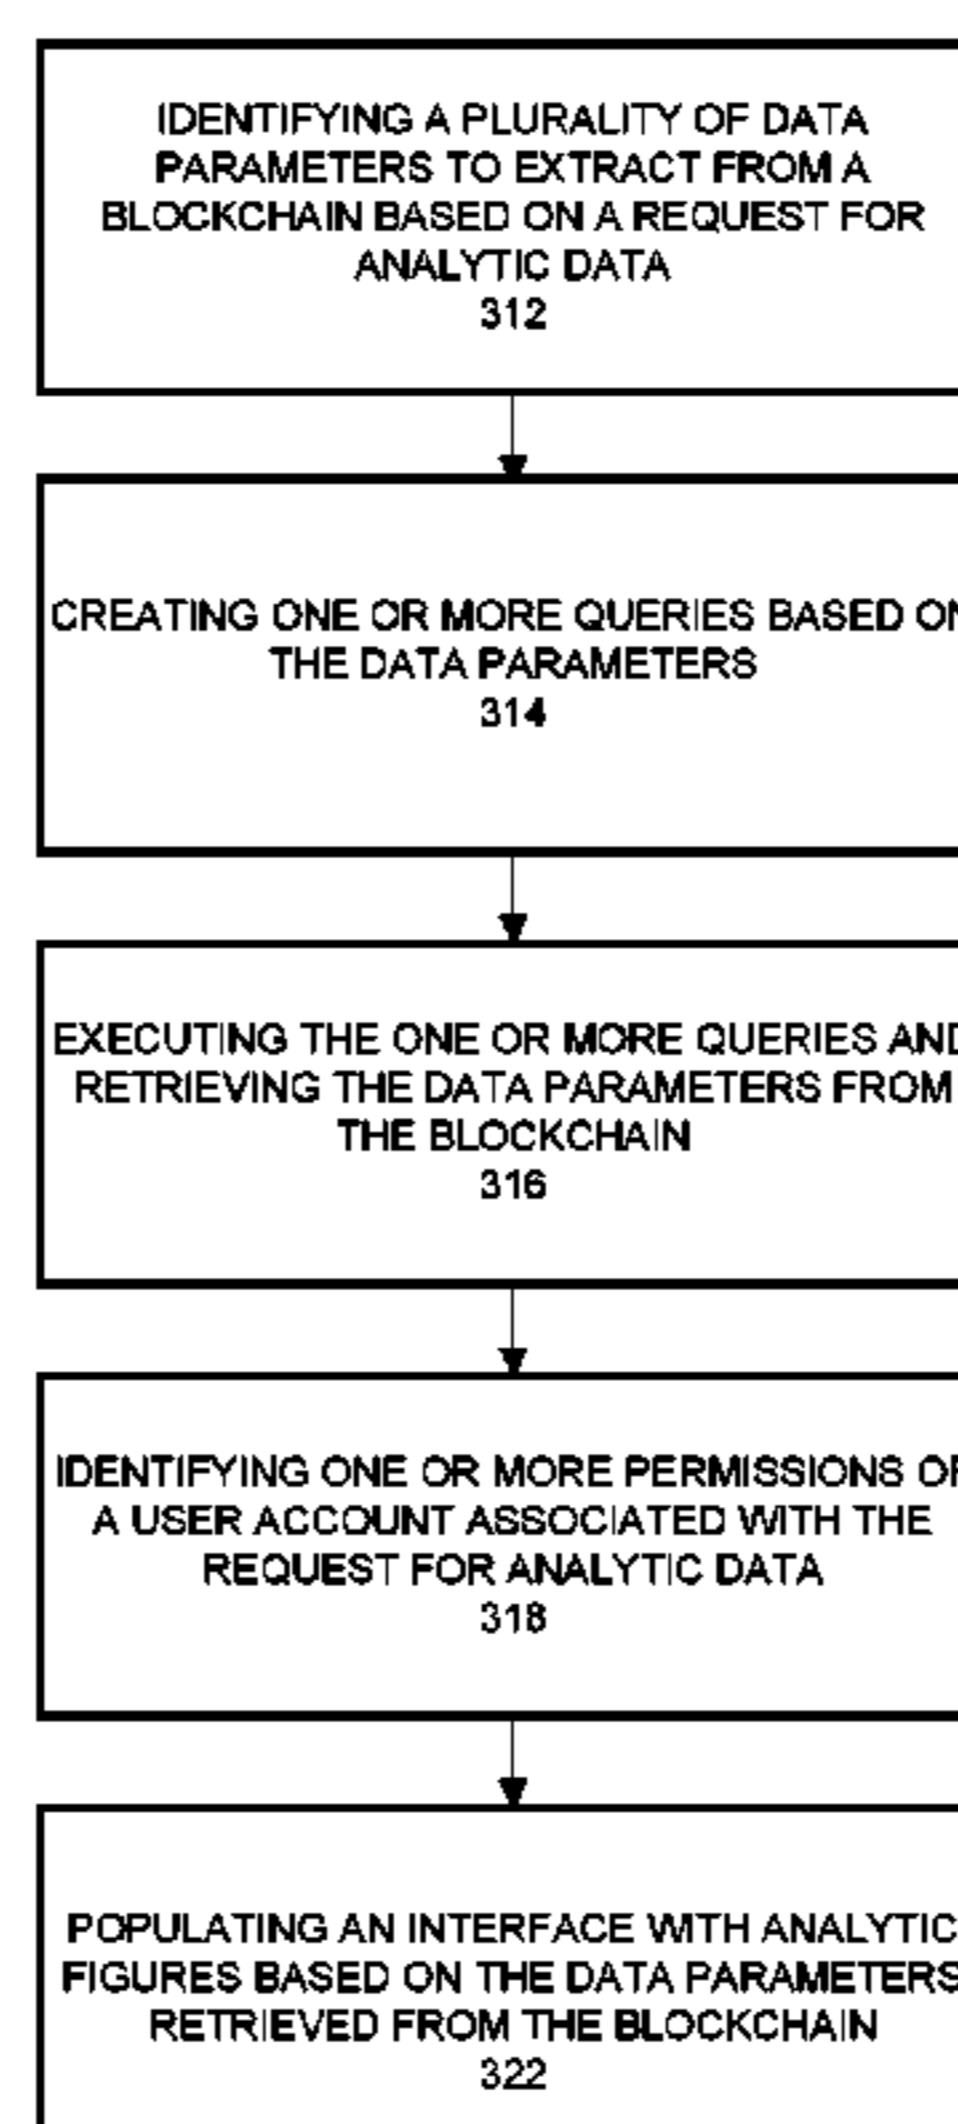 IDENTIFYING A PLURALITY OF DATA
PARAMETERS TO EXTRACT FROM A
BLOCKCHAIN BASED ON A REQUEST FOR
ANALYTIC DATA
312
CREATING ONE OR MORE QUERIES BASED ON
THE DATA PARAMETERS
314
EXECUTING THE ONE OR MORE QUERIES AND
RETRIEVING THE DATA PARAMETERS FROM
THE BLOCKCHAIN
316
IDENTIFYING ONE OR MORE PERMISSIONS OF
A USER ACCOUNT ASSOCIATED WITH THE
REQUEST FOR ANALYTIC DATA
318
POPULATING AN INTERFACE WITH ANALYTIC
FIGURES BASED ON THE DATA PARAMETERS
RETRIEVED FROM THE BLOCKCHAIN
322